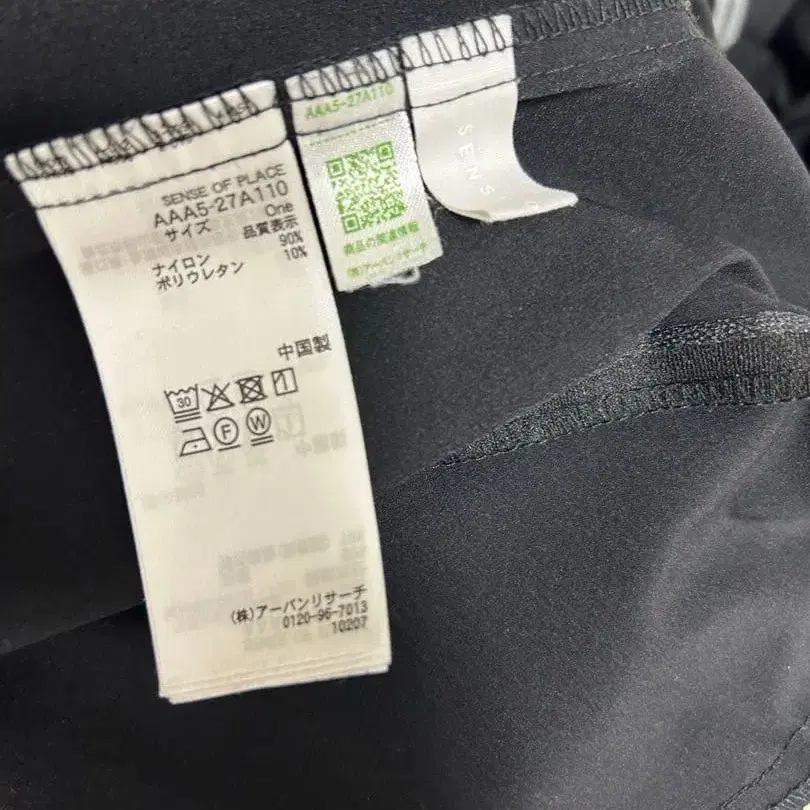 SENSE OF PLACE
AAA5-27A110
サイズ One
品質表示
ナイロン 90%
ポリウレタン 10%
中国製
30
1
F
W
(株)アーバンリサーチ
0120-96-7013
10207
AAA5-27A110
商品の関連情報
(株)アーバンリサーチ
SENS